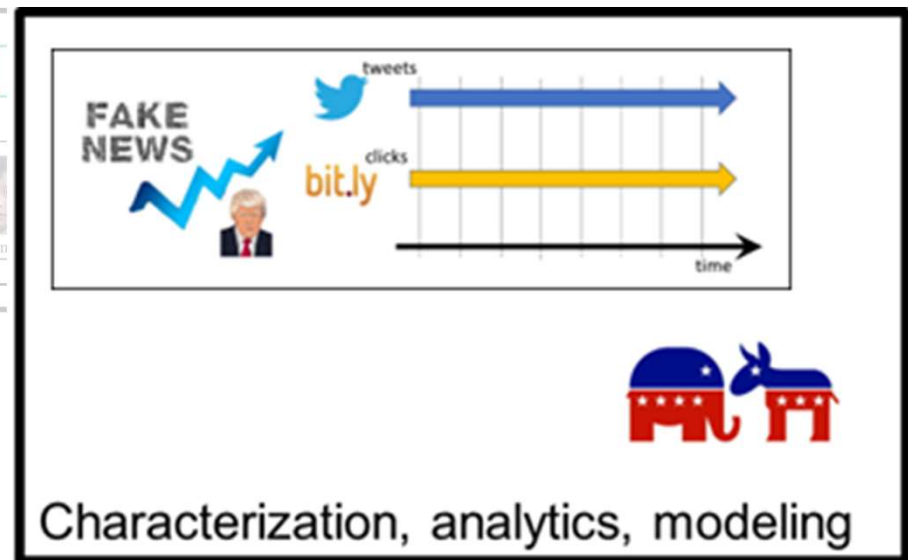 FAKE
NEWS
tweets
clicks
bit.ly
time
Characterization, analytics, modeling